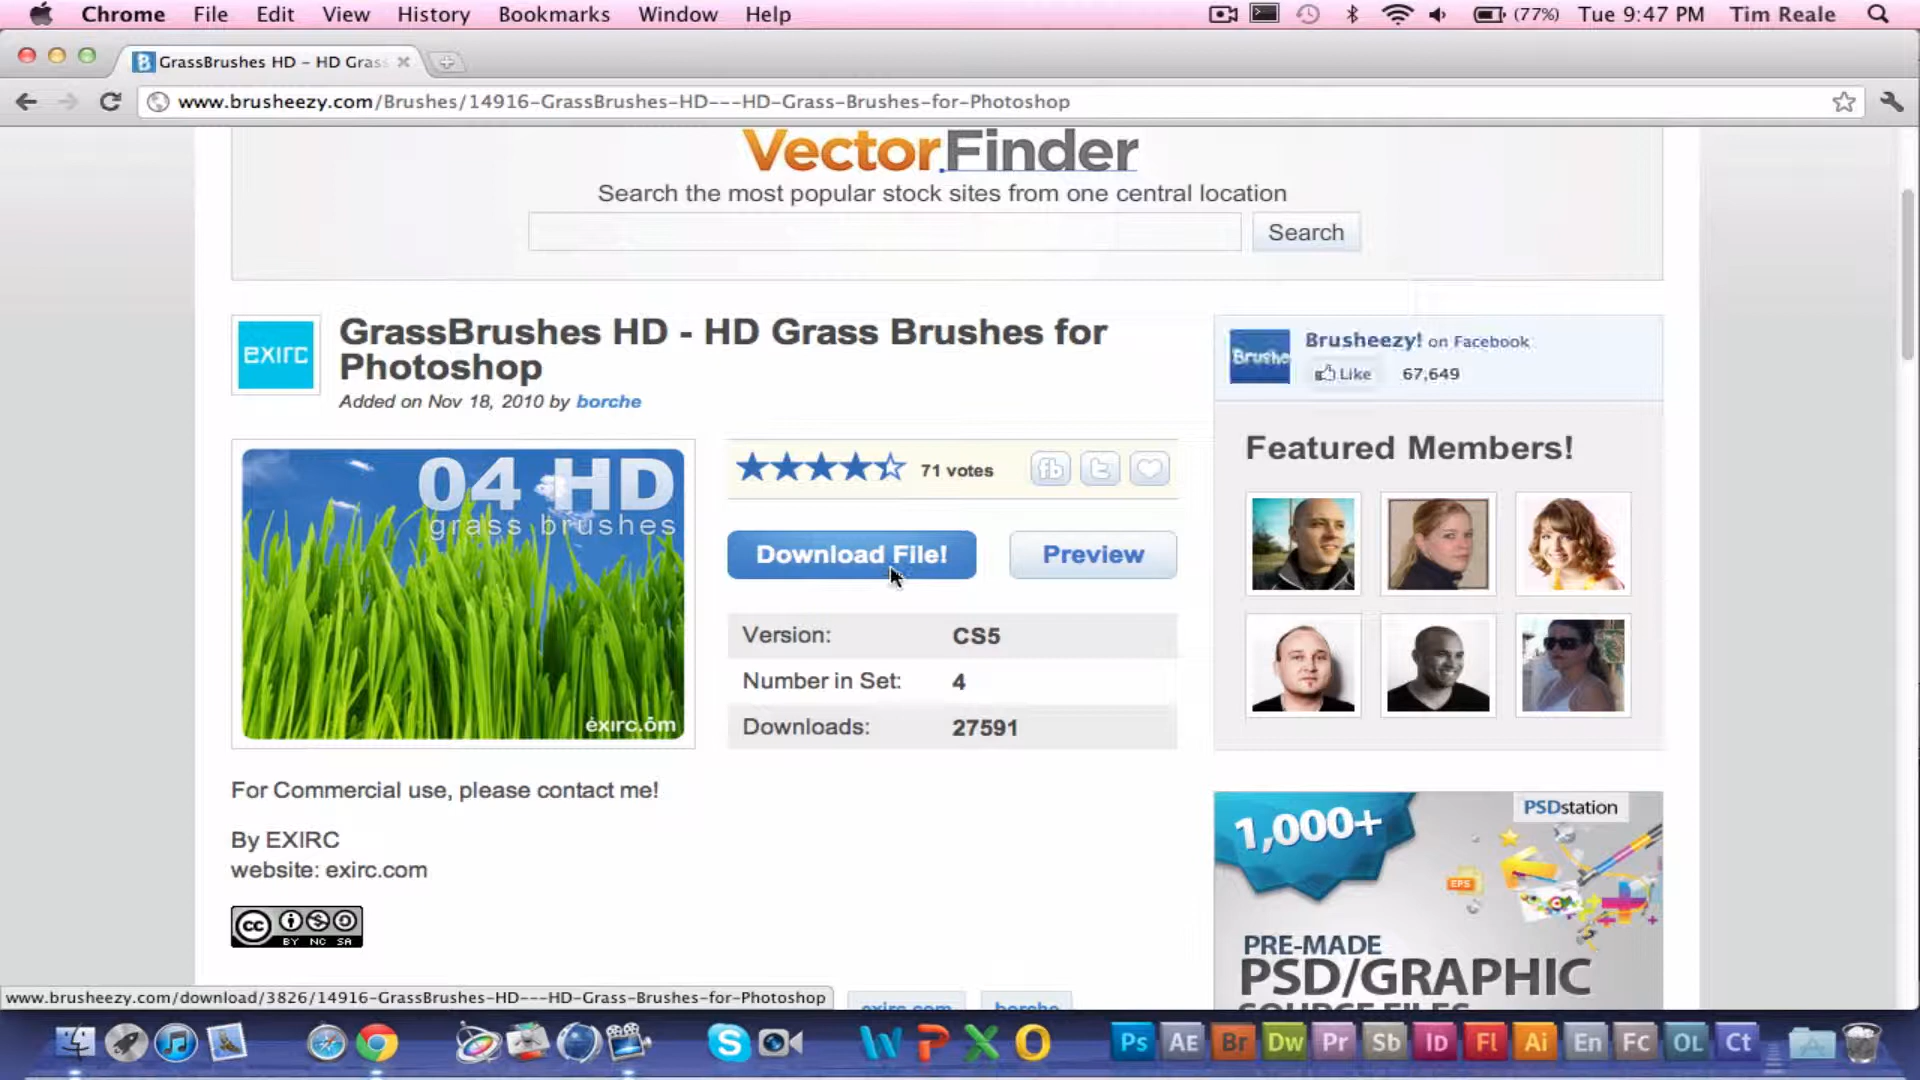 Chrome File Edit View History Bookmarks Window Help (77%) Tue 9:47 PM Tim Reale
GrassBrushes HD – HD Gras
www.brusheezy.com/Brushes/14916-GrassBrushes-HD---HD-Grass-Brushes-for-Photoshop
VectorFinder
Search the most popular stock sites from one central location
Search
exirc
GrassBrushes HD - HD Grass Brushes for
Photoshop
Added on Nov 18, 2010 by borche
Brushe
Brusheezy! on Facebook
Like 67,649
04 HD
grass brushes
exirc.com
71 votes
Download File! Preview
Version: CS5
Number in Set: 4
Downloads: 27591
Featured Members!
For Commercial use, please contact me!
By EXIRC
website: exirc.com
cc
BY NC SA
PSDstation
1,000+
EPS
PRE-MADE
PSD/GRAPHIC
SOURCE FILES
www.brusheezy.com/download/3826/14916-GrassBrushes-HD---HD-Grass-Brushes-for-Photoshop
exirc.com borche
Ps AE Br Dw Pr Sb Id Fl Ai En Fc OL Ct